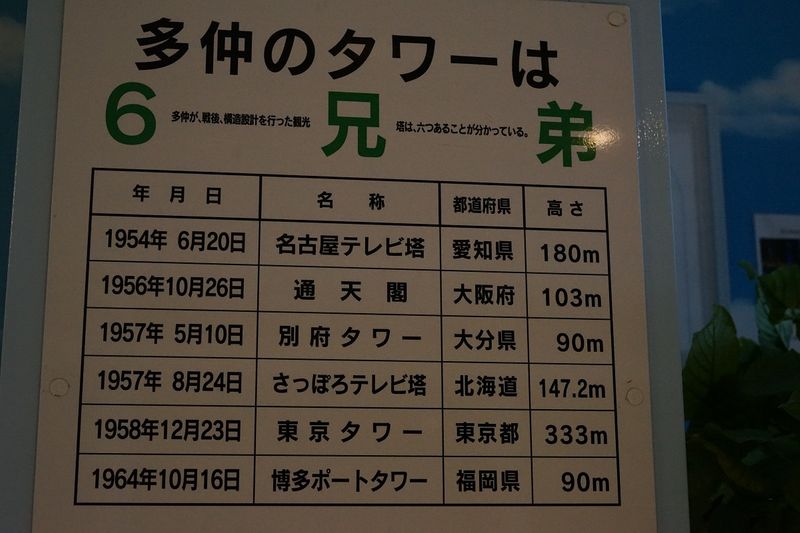 多仲のタワーは
6 多仲が、戦後、構造設計を行った観光 兄 塔は、六つあることが分かっている。 弟
年月日 名称 都道府県 高さ
1954年 6月20日 名古屋テレビ塔 愛知県 180m
1956年10月26日 通天閣 大阪府 103m
1957年 5月10日 別府タワー 大分県 90m
1957年 8月24日 さっぽろテレビ塔 北海道 147.2m
1958年12月23日 東京タワー 東京都 333m
1964年10月16日 博多ポートタワー 福岡県 90m